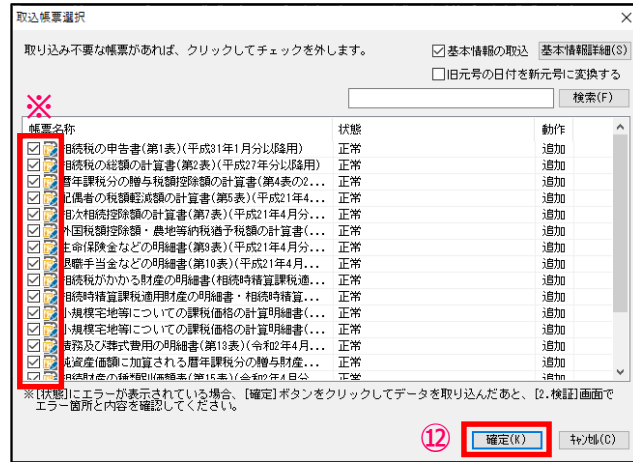 取込帳票選択
取り込み不要な帳票があれば、クリックしてチェックを外します。
基本情報の取込 基本情報詳細(S)
旧元号の日付を新元号に変換する
検索(F)
※
帳票名称 状態 動作
相続税の申告書(第1表)(平成31年1月分以降用) 正常 追加
相続税の総額の計算書(第2表)(平成27年分以降用) 正常 追加
暦年課税分の贈与税額控除額の計算書(第4表の2... 正常 追加
配偶者の税額軽減額の計算書(第5表)(平成21年4... 正常 追加
相次相続控除額の計算書(第7表)(平成21年4月分... 正常 追加
外国税額控除額・農地等納税猶予税額の計算書(... 正常 追加
生命保険金などの明細書(第9表)(平成21年4月分... 正常 追加
退職手当金などの明細書(第10表)(平成21年4月... 正常 追加
相続税がかかる財産の明細書(相続時精算課税適... 正常 追加
相続時精算課税適用財産の明細書・相続時精算... 正常 追加
小規模宅地等についての課税価格の計算明細書(... 正常 追加
小規模宅地等についての課税価格の計算明細書(... 正常 追加
債務及び葬式費用の明細書(第13表)(令和2年4月... 正常 追加
純資産価額に加算される暦年課税分の贈与財産... 正常 追加
相続財産の種類別価額表(第15表)(令和2年4月分... 正常 追加
※[状態]にエラーが表示されている場合、[確定]ボタンをクリックしてデータを取り込んだあと、[2.検証]画面で
エラー箇所と内容を確認してください。
⑫ 確定(K) キャンセル(C)